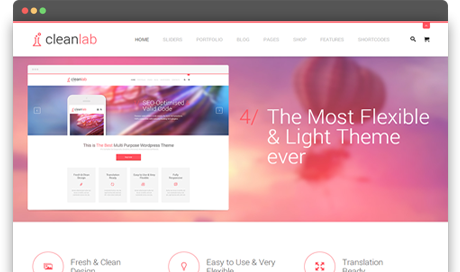 cleanlab
HOME SLIDERS PORTFOLIO BLOG PAGES SHOP FEATURES SHORTCODES
cleanlab
SEO Optimised
Valid Code
This is The Best Multi Purpose Wordpress Theme
4/ The Most Flexible
& Light Theme
ever
Fresh & Clean
Design
Easy to Use & Very
Flexible
Translation
Ready